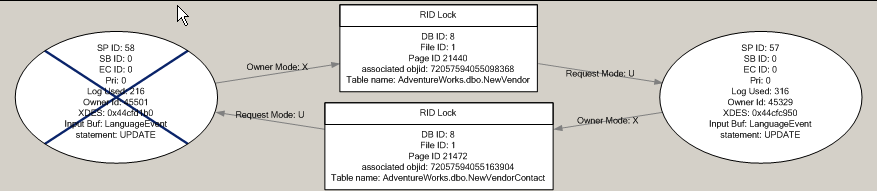 SP ID: 58
SB ID: 0
EC ID: 0
Pri: 0
Log Used: 216
Owner Id: 45501
XDES: 0x44cfd1b0
Input Buf: LanguageEvent
statement: UPDATE
Owner Mode: X
Request Mode: U
RID Lock
DB ID: 8
File ID: 1
Page ID 21440
associated objid: 72057594055098368
Table name: AdventureWorks.dbo.NewVendor
RID Lock
DB ID: 8
File ID: 1
Page ID 21472
associated objid: 72057594055163904
Table name: AdventureWorks.dbo.NewVendorContact
Request Mode: U
Owner Mode: X
SP ID: 57
SB ID: 0
EC ID: 0
Pri: 0
Log Used: 316
Owner Id: 45329
XDES: 0x44cfc950
Input Buf: LanguageEvent
statement: UPDATE